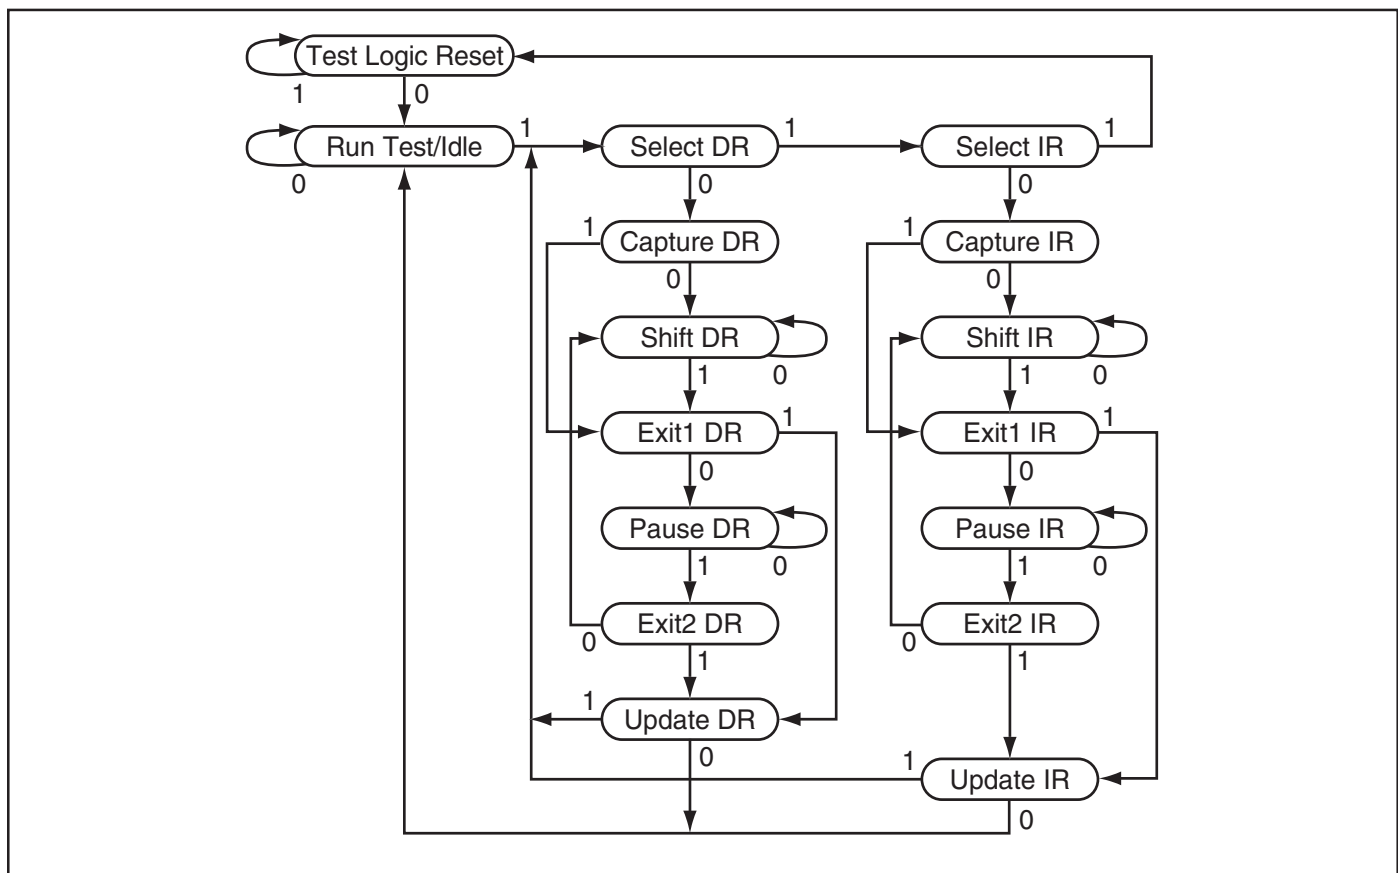 Test Logic Reset
1 0
Run Test/Idle 1 Select DR 1 Select IR 1
0 0 0
1 Capture DR 1 Capture IR
0 0
Shift DR Shift IR
1 0 1 0
Exit1 DR 1 Exit1 IR 1
0 0
Pause DR Pause IR
1 0 1 0
Exit2 DR Exit2 IR
0 1 0 1
1 Update DR
0 1 Update IR
0